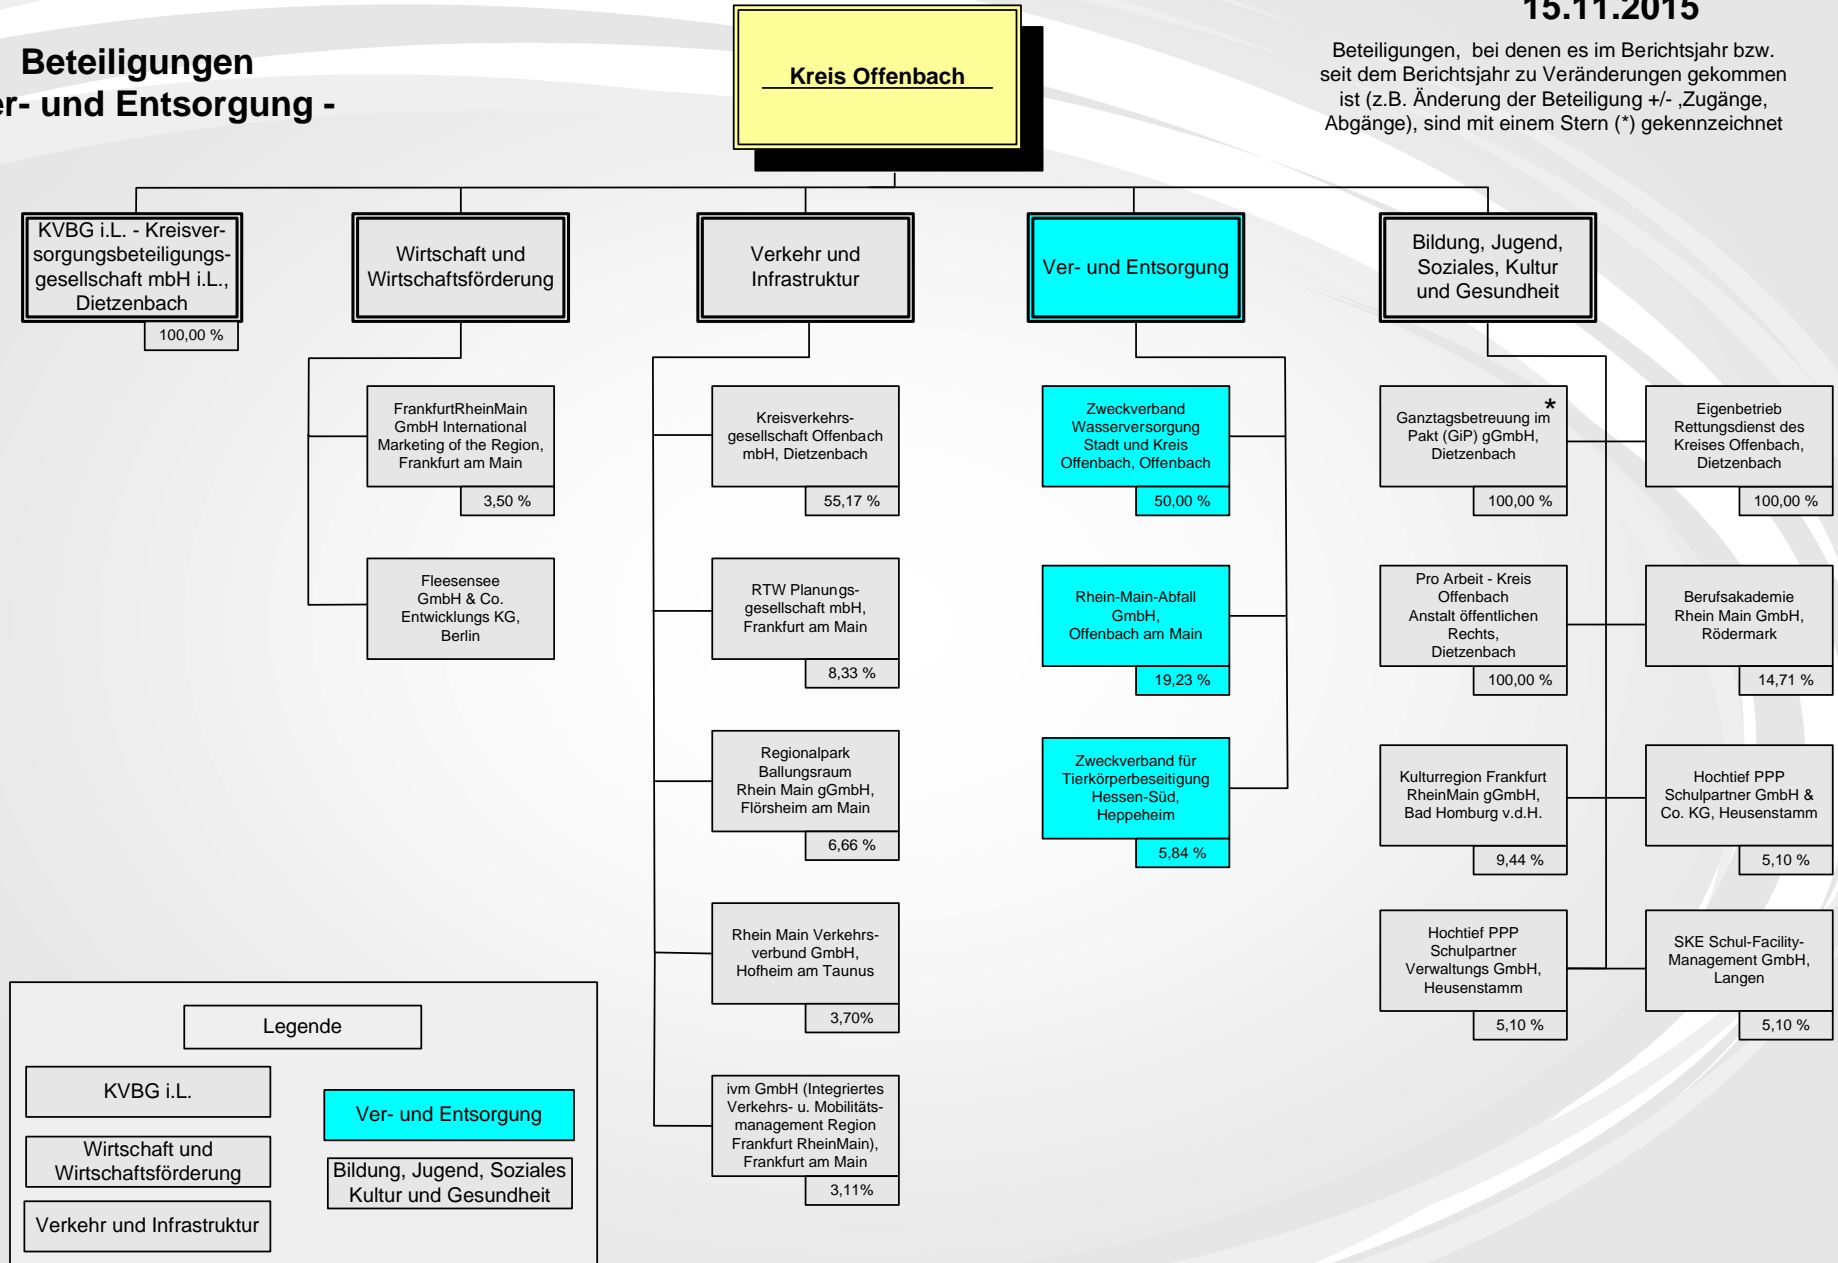 15.11.2015
Beteiligungen
er- und Entsorgung -
Kreis Offenbach
Beteiligungen, bei denen es im Berichtsjahr bzw.
seit dem Berichtsjahr zu Veränderungen gekommen
ist (z.B. Änderung der Beteiligung +/- ,Zugänge,
Abgänge), sind mit einem Stern (*) gekennzeichnet
KVBG i.L. - Kreisver-
sorgungsbeteiligungs-
gesellschaft mbH i.L.,
Dietzenbach
100,00 %
Wirtschaft und
Wirtschaftsförderung
FrankfurtRheinMain
GmbH International
Marketing of the Region,
Frankfurt am Main
3,50 %
Fleesensee
GmbH & Co.
Entwicklungs KG,
Berlin
Verkehr und
Infrastruktur
Kreisverkehrs-
gesellschaft Offenbach
mbH, Dietzenbach
55,17 %
RTW Planungs-
gesellschaft mbH,
Frankfurt am Main
8,33 %
Regionalpark
Ballungsraum
Rhein Main gGmbH,
Flörsheim am Main
6,66 %
Rhein Main Verkehrs-
verbund GmbH,
Hofheim am Taunus
3,70%
ivm GmbH (Integriertes
Verkehrs- u. Mobilitäts-
management Region
Frankfurt RheinMain),
Frankfurt am Main
3,11%
Ver- und Entsorgung
Zweckverband
Wasserversorgung
Stadt und Kreis
Offenbach, Offenbach
50,00 %
Rhein-Main-Abfall
GmbH,
Offenbach am Main
19,23 %
Zweckverband für
Tierkörperbeseitigung
Hessen-Süd,
Heppeheim
5,84 %
Bildung, Jugend,
Soziales, Kultur
und Gesundheit
*
Ganztagsbetreuung im
Pakt (GiP) gGmbH,
Dietzenbach
100,00 %
Eigenbetrieb
Rettungsdienst des
Kreises Offenbach,
Dietzenbach
100,00 %
Pro Arbeit - Kreis
Offenbach
Anstalt öffentlichen
Rechts,
Dietzenbach
100,00 %
Berufsakademie
Rhein Main GmbH,
Rödermark
14,71 %
Kulturregion Frankfurt
RheinMain gGmbH,
Bad Homburg v.d.H.
9,44 %
Hochtief PPP
Schulpartner GmbH &
Co. KG, Heusenstamm
5,10 %
Hochtief PPP
Schulpartner
Verwaltungs GmbH,
Heusenstamm
5,10 %
SKE Schul-Facility-
Management GmbH,
Langen
5,10 %
Legende
KVBG i.L.
Wirtschaft und
Wirtschaftsförderung
Verkehr und Infrastruktur
Ver- und Entsorgung
Bildung, Jugend, Soziales
Kultur und Gesundheit